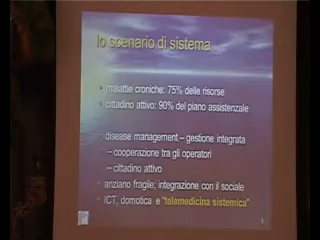 lo scenario di sistema
• malattie croniche: 75% delle risorse
• cittadino attivo: 90% del piano assistenziale
• disease management – gestione integrata
– cooperazione tra gli operatori
– cittadino attivo
• anziano fragile: integrazione con il sociale
• ICT, domotica e "telemedicina sistemica"